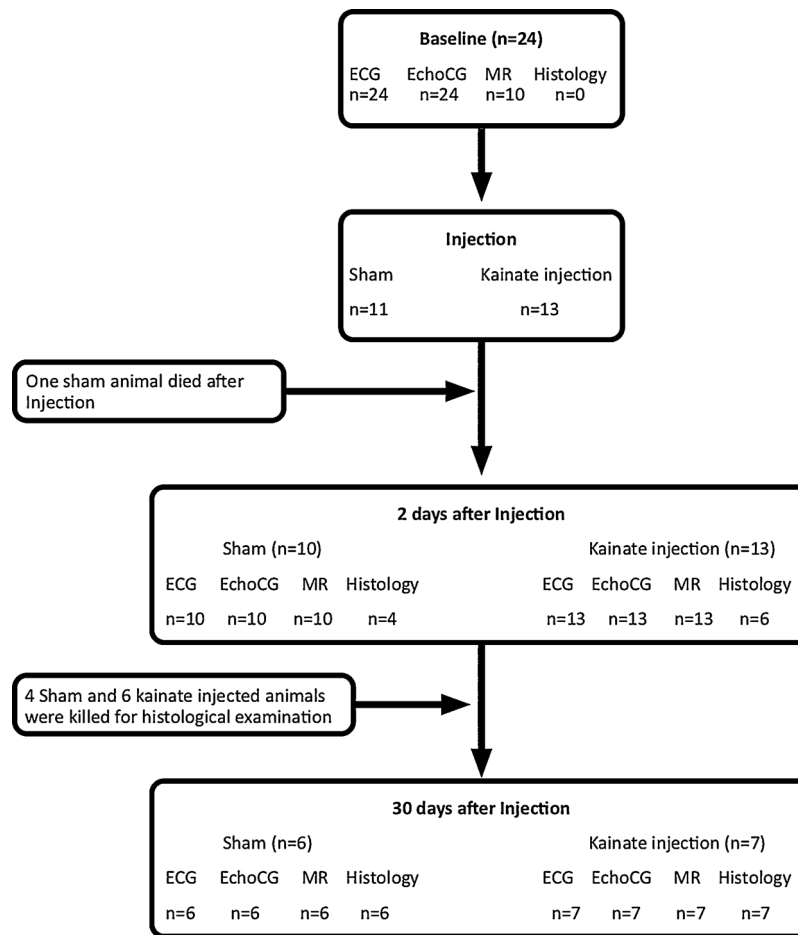 Baseline (n=24)
ECG EchoCG MR Histology
n=24 n=24 n=10 n=0
Injection
Sham Kainate injection
n=11 n=13
One sham animal died after
Injection
2 days after Injection
Sham (n=10) Kainate injection (n=13)
ECG EchoCG MR Histology ECG EchoCG MR Histology
n=10 n=10 n=10 n=4 n=13 n=13 n=13 n=6
4 Sham and 6 kainate injected animals
were killed for histological examination
30 days after Injection
Sham (n=6) Kainate injection (n=7)
ECG EchoCG MR Histology ECG EchoCG MR Histology
n=6 n=6 n=6 n=6 n=7 n=7 n=7 n=7